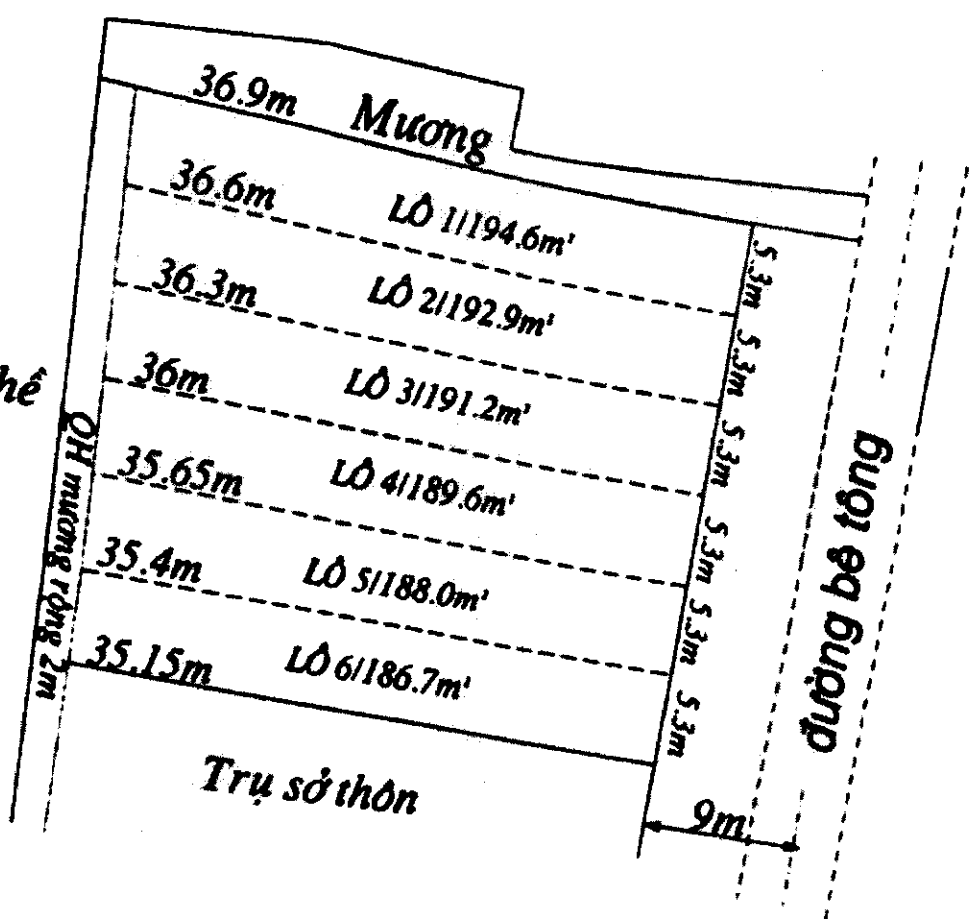 36.9m
Mương
36.6m
LÔ 1/194.6m²
5.3m
36.3m
LÔ 2/192.9m²
5.3m
36m
LÔ 3/191.2m²
5.3m
35.65m
LÔ 4/189.6m²
5.3m
35.4m
LÔ 5/188.0m²
5.3m
35.15m
LÔ 6/186.7m²
5.3m
QH mương rộng 2m
đường bê tông
Trụ sở thôn
9m